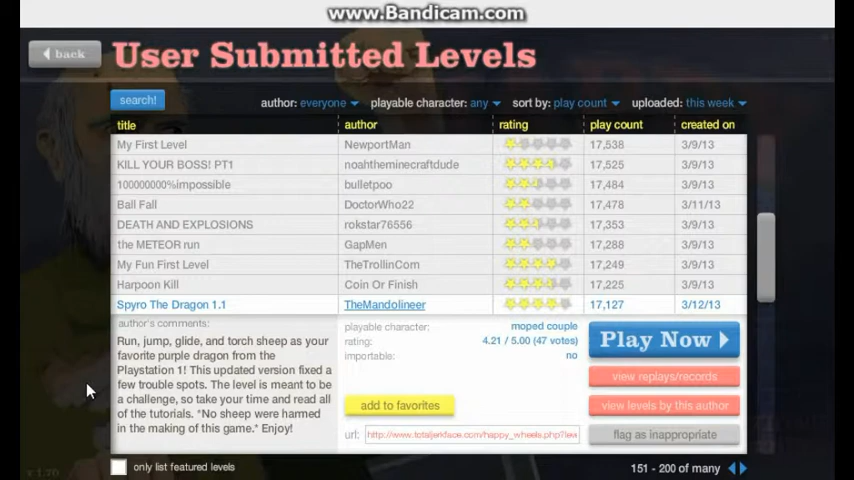 www.Bandicam.com
back
User Submitted Levels
search!
author: everyone playable character: any sort by: play count uploaded: this week
title author rating play count created on
My First Level NewportMan 17,538 3/9/13
KILL YOUR BOSS! PT1 noahtheminecraftdude 17,525 3/9/13
100000000%impossible bulletpoo 17,484 3/9/13
Ball Fall DoctorWho22 17,478 3/11/13
DEATH AND EXPLOSIONS rokstar76556 17,353 3/9/13
the METEOR run GapMen 17,288 3/9/13
My Fun First Level TheTrollinCom 17,249 3/9/13
Harpoon Kill Coin Or Finish 17,225 3/9/13
Spyro The Dragon 1.1 TheMandolineer 17,127 3/12/13
author's comments:
Run, jump, glide, and torch sheep as your
favorite purple dragon from the
Playstation 1! This updated version fixed a
few trouble spots. The level is meant to
be a challenge, so take your time and read all
of the tutorials. *No sheep were harmed
in the making of this game.* Enjoy!
playable character: moped couple
rating: 4.21 / 5.00 (47 votes)
importable: no
add to favorites
url: http://www.totaljerkface.com/happy_wheels.php?lev
Play Now
view replays/records
view levels by this author
flag as inappropriate
only list featured levels
151 - 200 of many
v 1.70